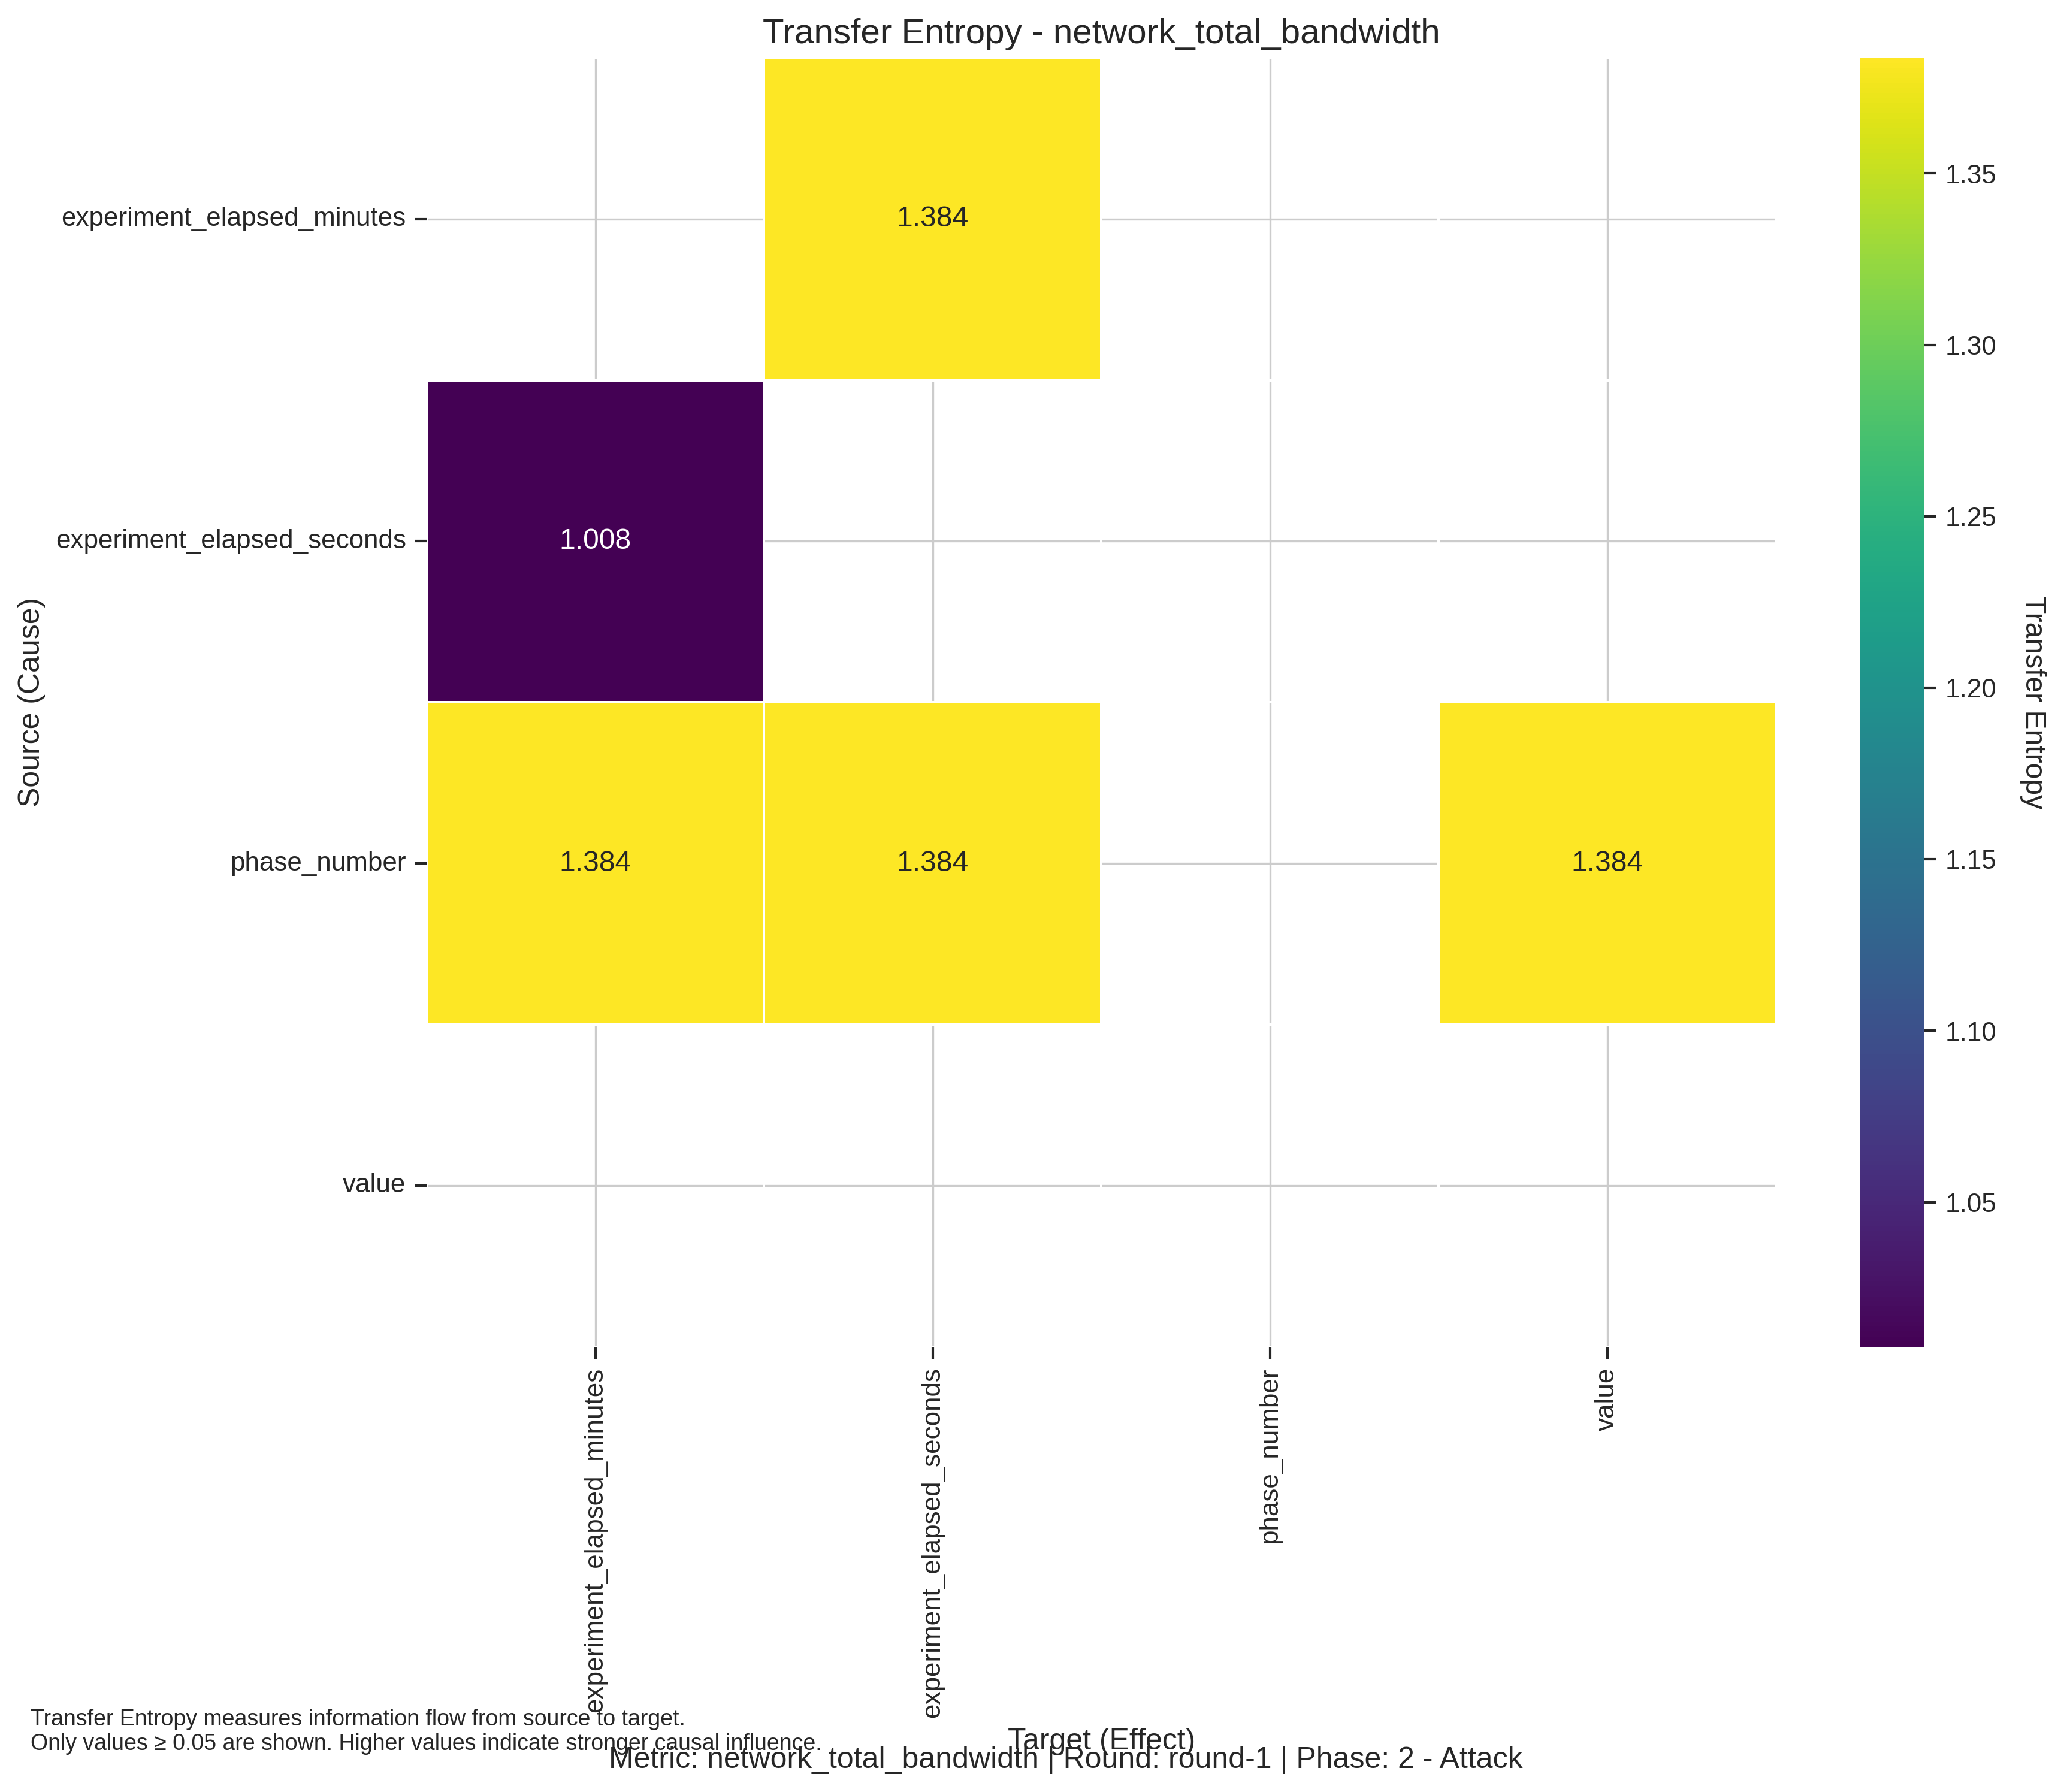 Transfer Entropy - network_total_bandwidth
experiment_elapsed_minutes
experiment_elapsed_seconds
phase_number
value
Source (Cause)
1.384
1.008
1.384
1.384
1.384
1.35
1.30
1.25
1.20
1.15
1.10
1.05
Transfer Entropy
experiment_elapsed_minutes
experiment_elapsed_seconds
phase_number
value
Target (Effect)
Transfer Entropy measures information flow from source to target.
Only values ≥ 0.05 are shown. Higher values indicate stronger causal influence.
Metric: network_total_bandwidth | Round: round-1 | Phase: 2 - Attack